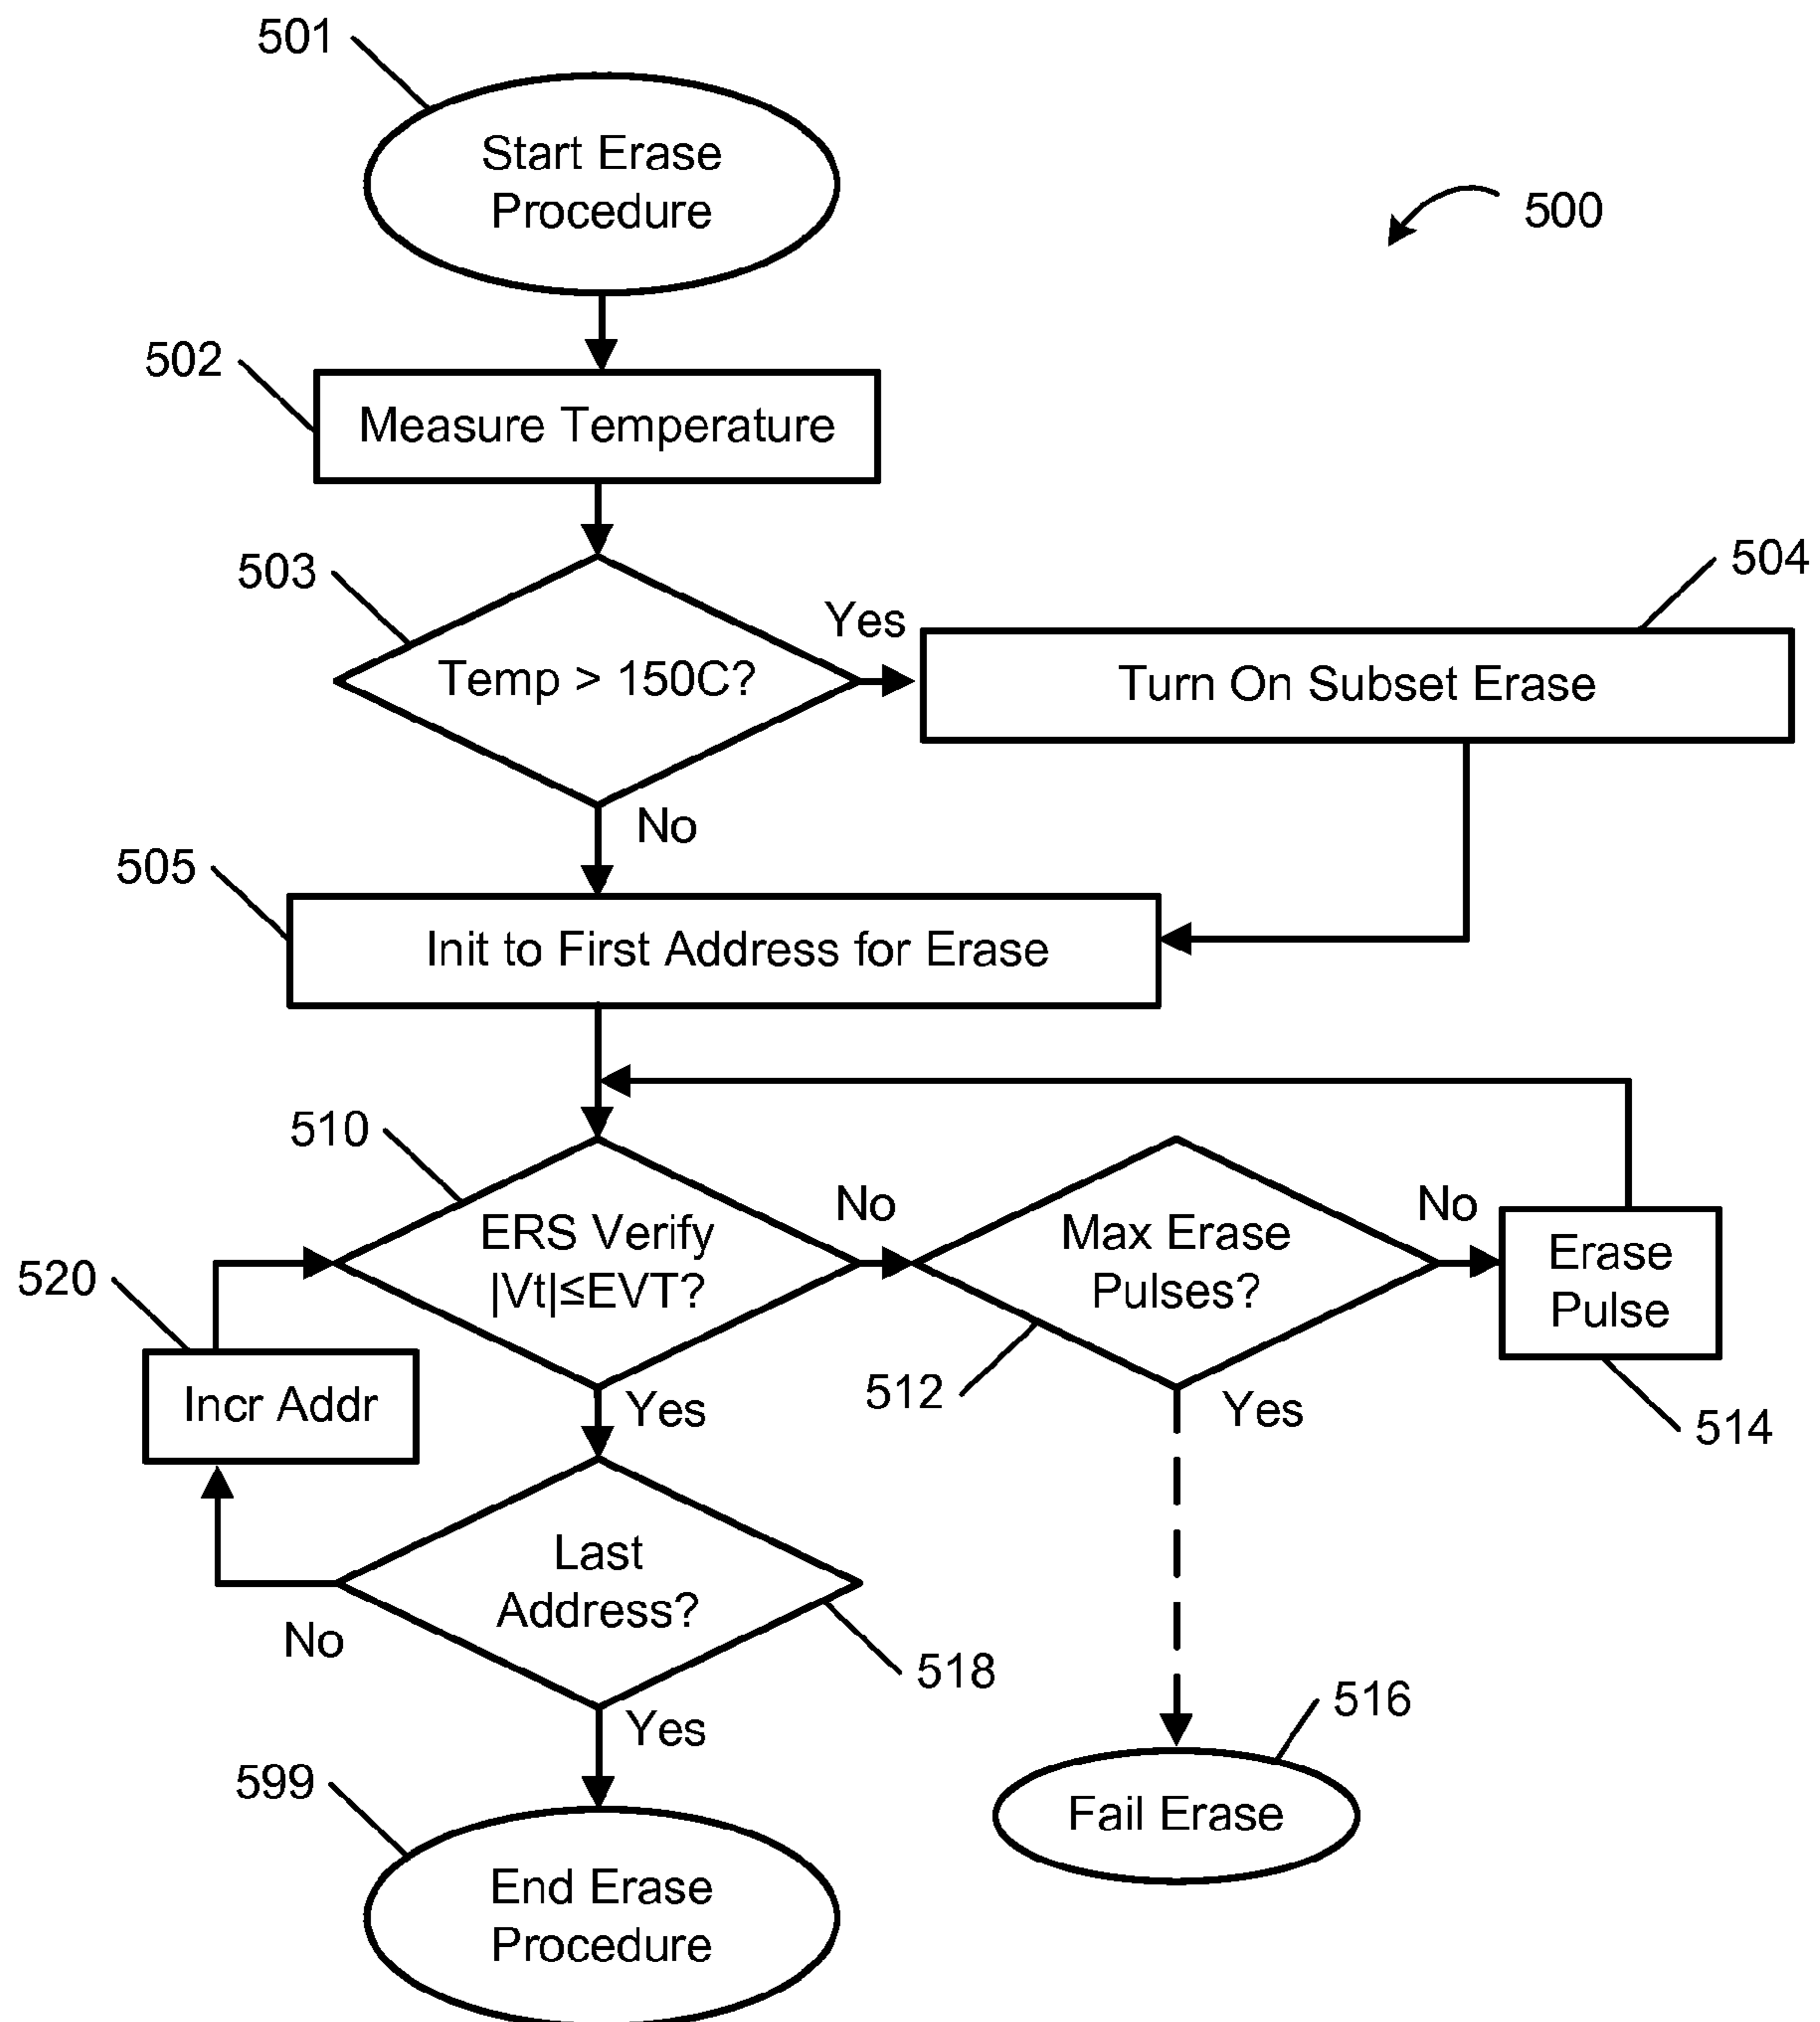 501
Start Erase
Procedure
500
502
Measure Temperature
503
Temp > 150C?
Yes
504
Turn On Subset Erase
No
505
Init to First Address for Erase
510
ERS Verify
|Vt|≤EVT?
No
Max Erase
Pulses?
No
Erase
Pulse
520
Incr Addr
512
514
Yes
Yes
Last
Address?
No
518
Yes
516
Fail Erase
599
End Erase
Procedure